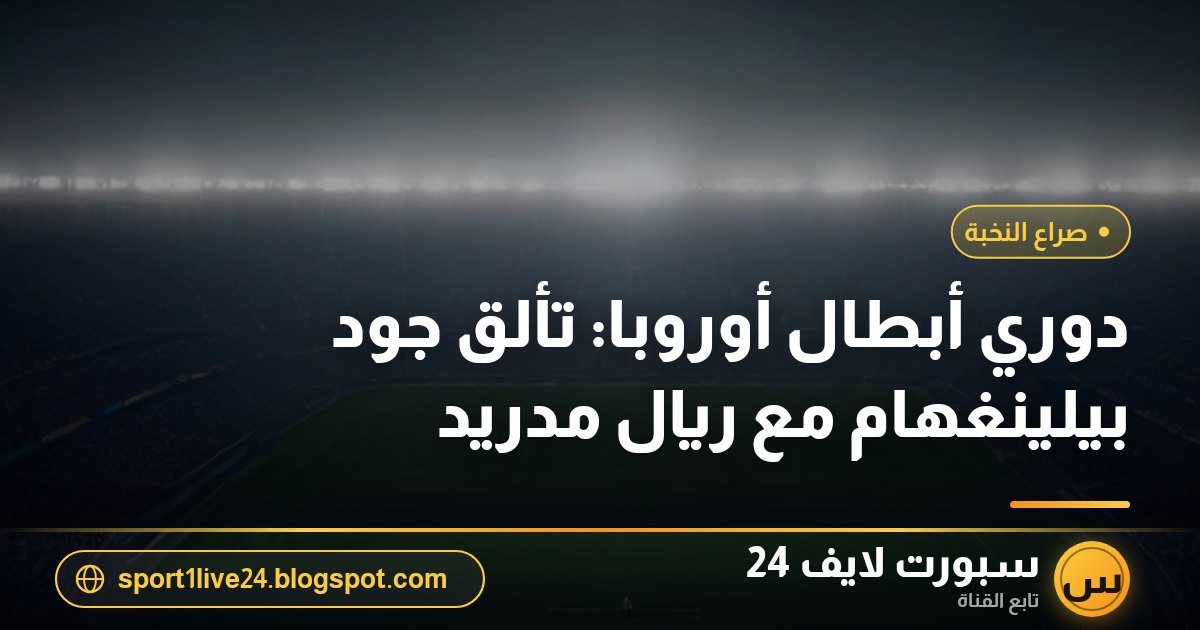 صراع النخبة
دوري أبطال أوروبا: تألق جود
بيلينغهام مع ريال مدريد
سبورت لايف 24
تابع القناة
س
sport1live24.blogspot.com